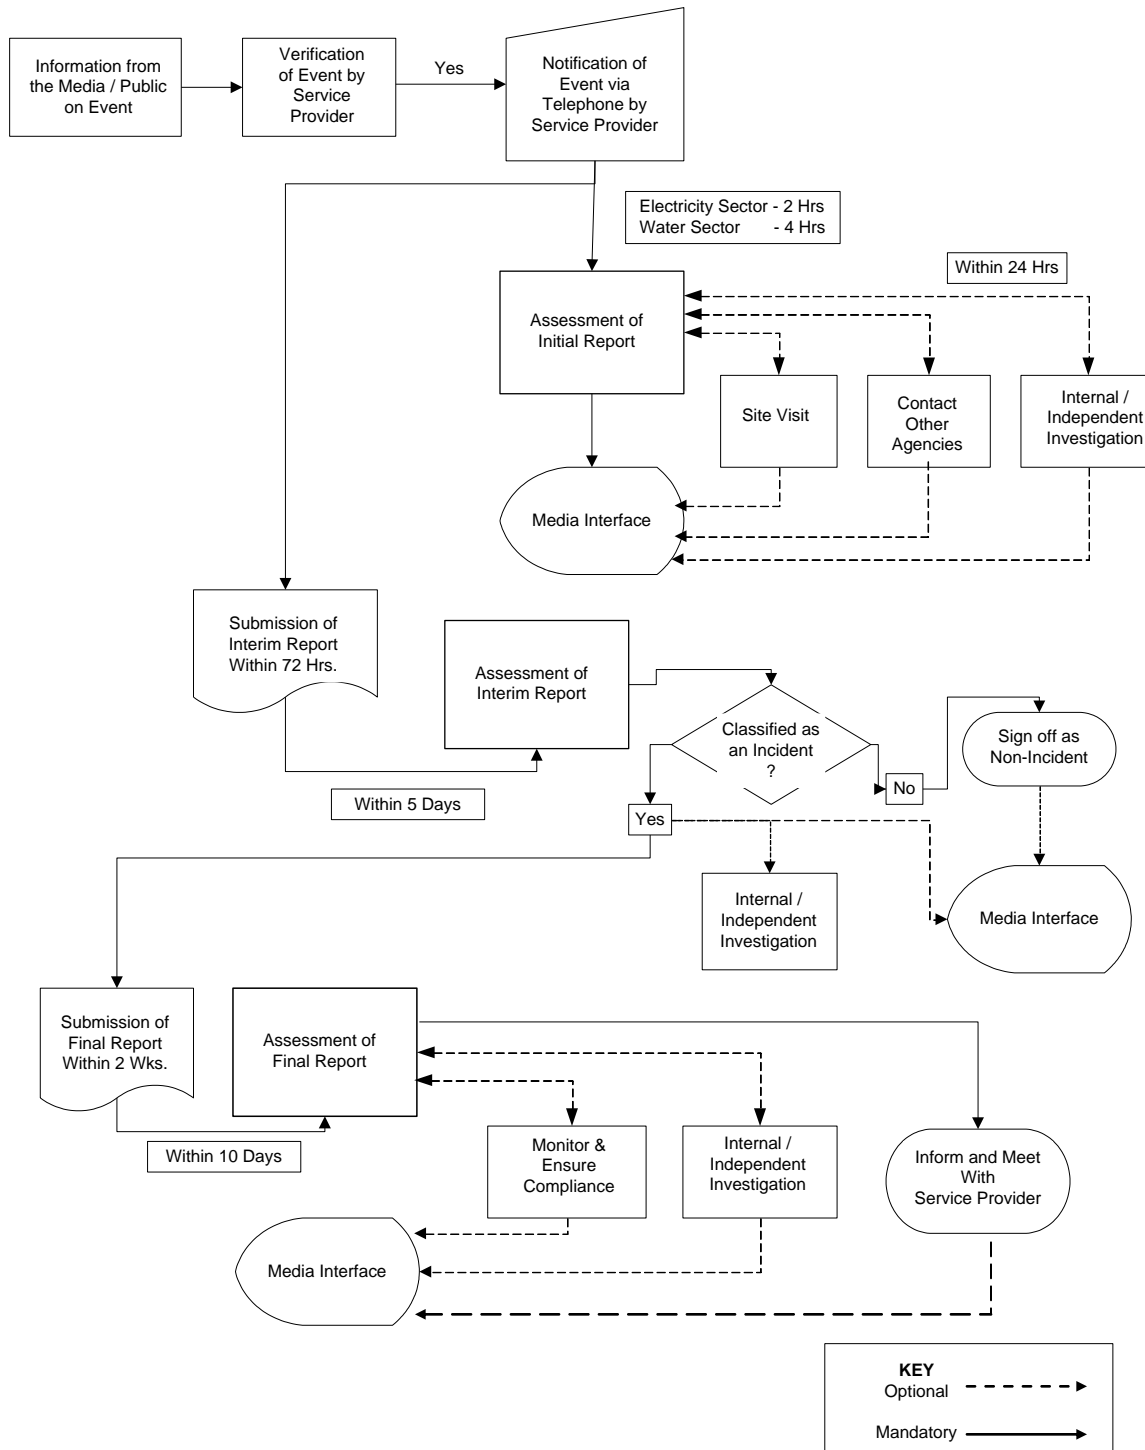 Information from
the Media / Public
on Event
Verification
of Event by
Service
Provider
Yes
Notification of
Event via
Telephone by
Service Provider
Electricity Sector - 2 Hrs
Water Sector - 4 Hrs
Within 24 Hrs
Assessment of
Initial Report
Site Visit
Contact
Other
Agencies
Internal /
Independent
Investigation
Media Interface
Submission of
Interim Report
Within 72 Hrs.
Assessment of
Interim Report
Classified as
an Incident
?
Sign off as
Non-Incident
No
Within 5 Days
Yes
Internal /
Independent
Investigation
Media Interface
Submission of
Final Report
Within 2 Wks.
Assessment of
Final Report
Within 10 Days
Monitor &
Ensure
Compliance
Internal /
Independent
Investigation
Inform and Meet
With
Service Provider
Media Interface
KEY
Optional
Mandatory